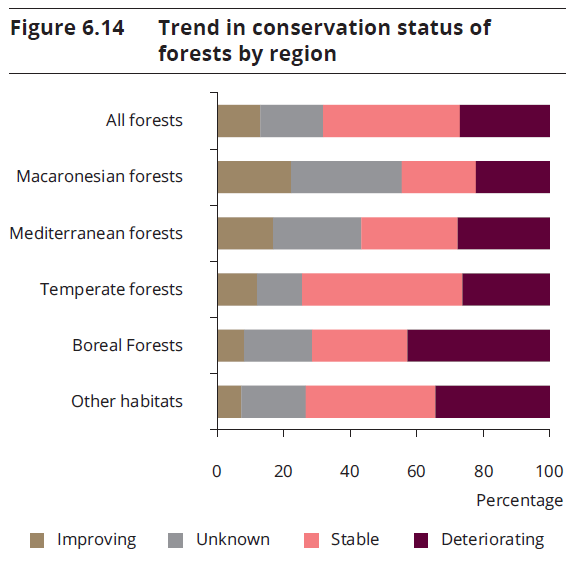 Figure 6.14 Trend in conservation status of
forests by region
All forests
Macaronesian forests
Mediterranean forests
Temperate forests
Boreal Forests
Other habitats
0 20 40 60 80 100
Percentage
Improving Unknown Stable Deteriorating